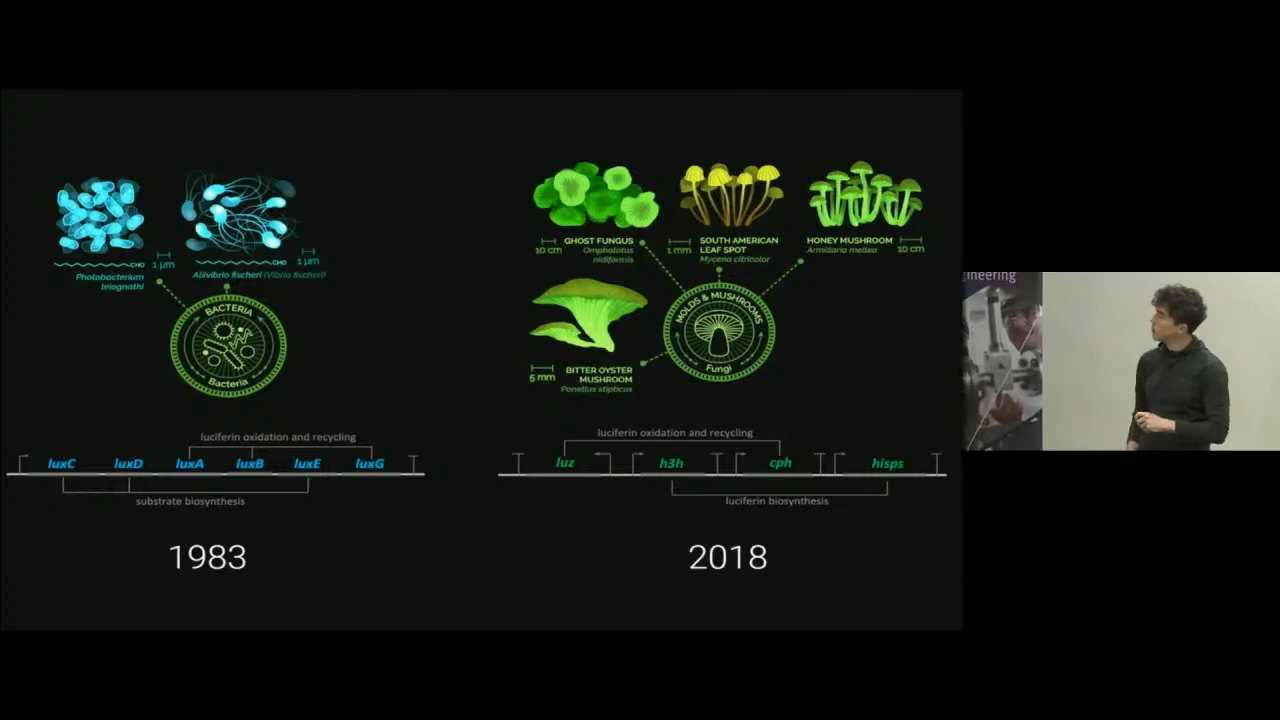 CHO
1 µm
Photobacterium
leiognathi
CHO
1 µm
Aliivibrio fischeri (Vibrio fischeri)
BACTERIA
Bacteria
luciferin oxidation and recycling
luxC luxD luxA luxB luxE luxG
substrate biosynthesis
1983
10 cm
GHOST FUNGUS
Omphalotus
nidiformis
1 mm
SOUTH AMERICAN
LEAF SPOT
Mycena citricolor
HONEY MUSHROOM
Armillaria mellea
10 cm
5 mm
BITTER OYSTER
MUSHROOM
Panellus stipticus
MOLDS & MUSHROOMS
Fungi
luciferin oxidation and recycling
luz h3h cph hisps
luciferin biosynthesis
2018
gineering